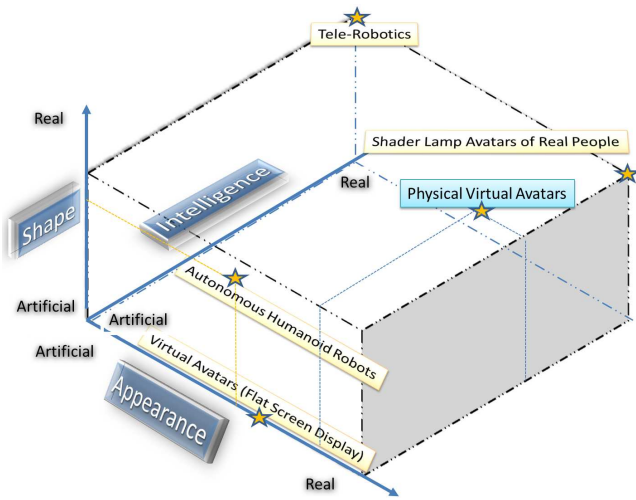 Tele-Robotics
Real
Shader Lamp Avatars of Real People
Real
Intelligence
Physical Virtual Avatars
Shape
Artificial
Artificial
Artificial
Autonomous Humanoid Robots
Virtual Avatars (Flat Screen Display)
Appearance
Real